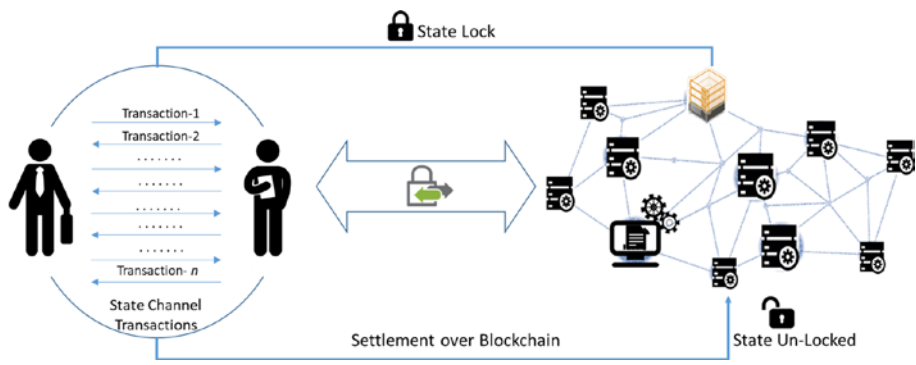 State Lock
Transaction-1
Transaction-2
.......
.......
.......
.......
Transaction- n
State Channel
Transactions
Settlement over Blockchain
State Un-Locked